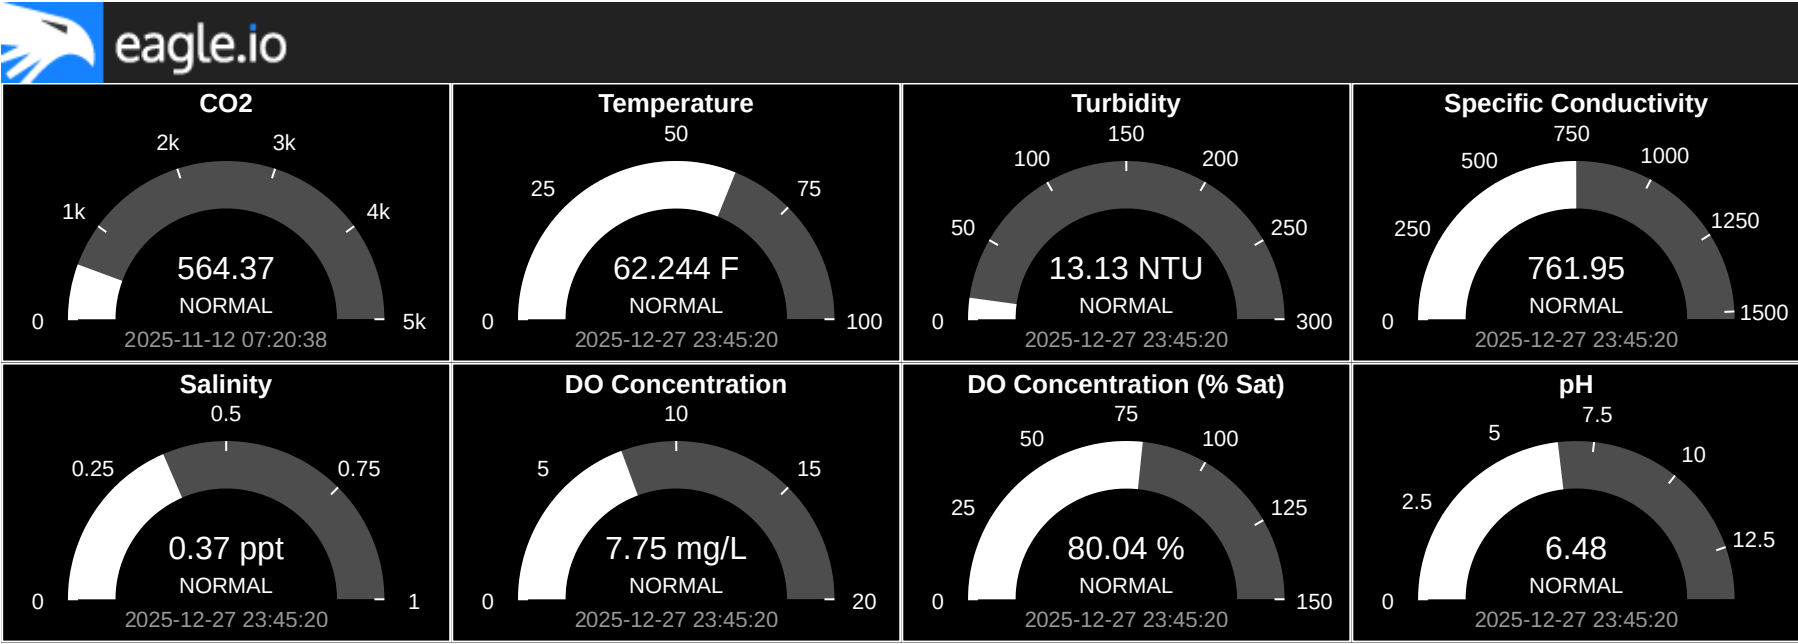 eagle.io
CO2
0
1k
2k
3k
4k
5k
564.37
NORMAL
2025-11-12 07:20:38
Temperature
0
25
50
75
100
62.244 F
NORMAL
2025-12-27 23:45:20
Turbidity
0
50
100
150
200
250
300
13.13 NTU
NORMAL
2025-12-27 23:45:20
Specific Conductivity
0
250
500
750
1000
1250
1500
761.95
NORMAL
2025-12-27 23:45:20
Salinity
0
0.25
0.5
0.75
1
0.37 ppt
NORMAL
2025-12-27 23:45:20
DO Concentration
0
5
10
15
20
7.75 mg/L
NORMAL
2025-12-27 23:45:20
DO Concentration (% Sat)
0
25
50
75
100
125
150
80.04 %
NORMAL
2025-12-27 23:45:20
pH
0
2.5
5
7.5
10
12.5
6.48
NORMAL
2025-12-27 23:45:20